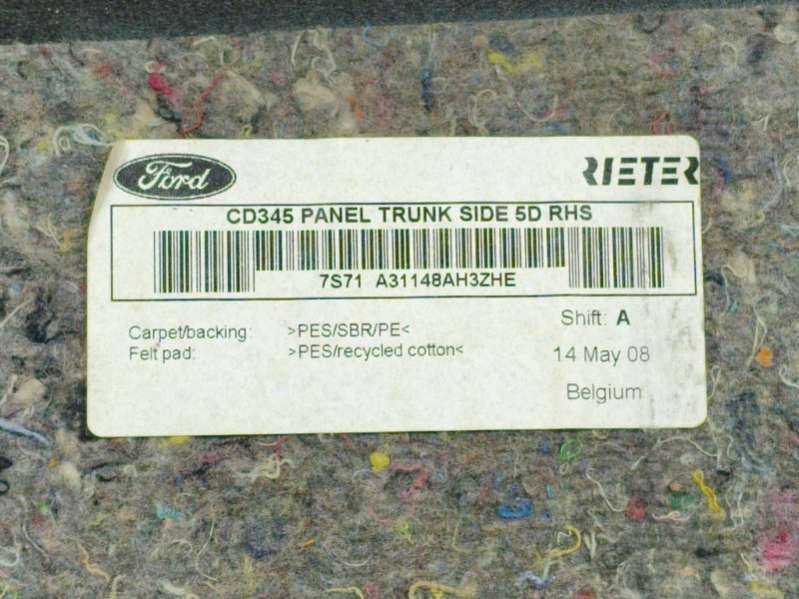 Ford
RIETER
CD345 PANEL TRUNK SIDE 5D RHS
7S71 A31148AH3ZHE
Carpet/backing: >PES/SBR/PE<
Felt pad: >PES/recycled cotton<
Shift: A
14 May 08
Belgium